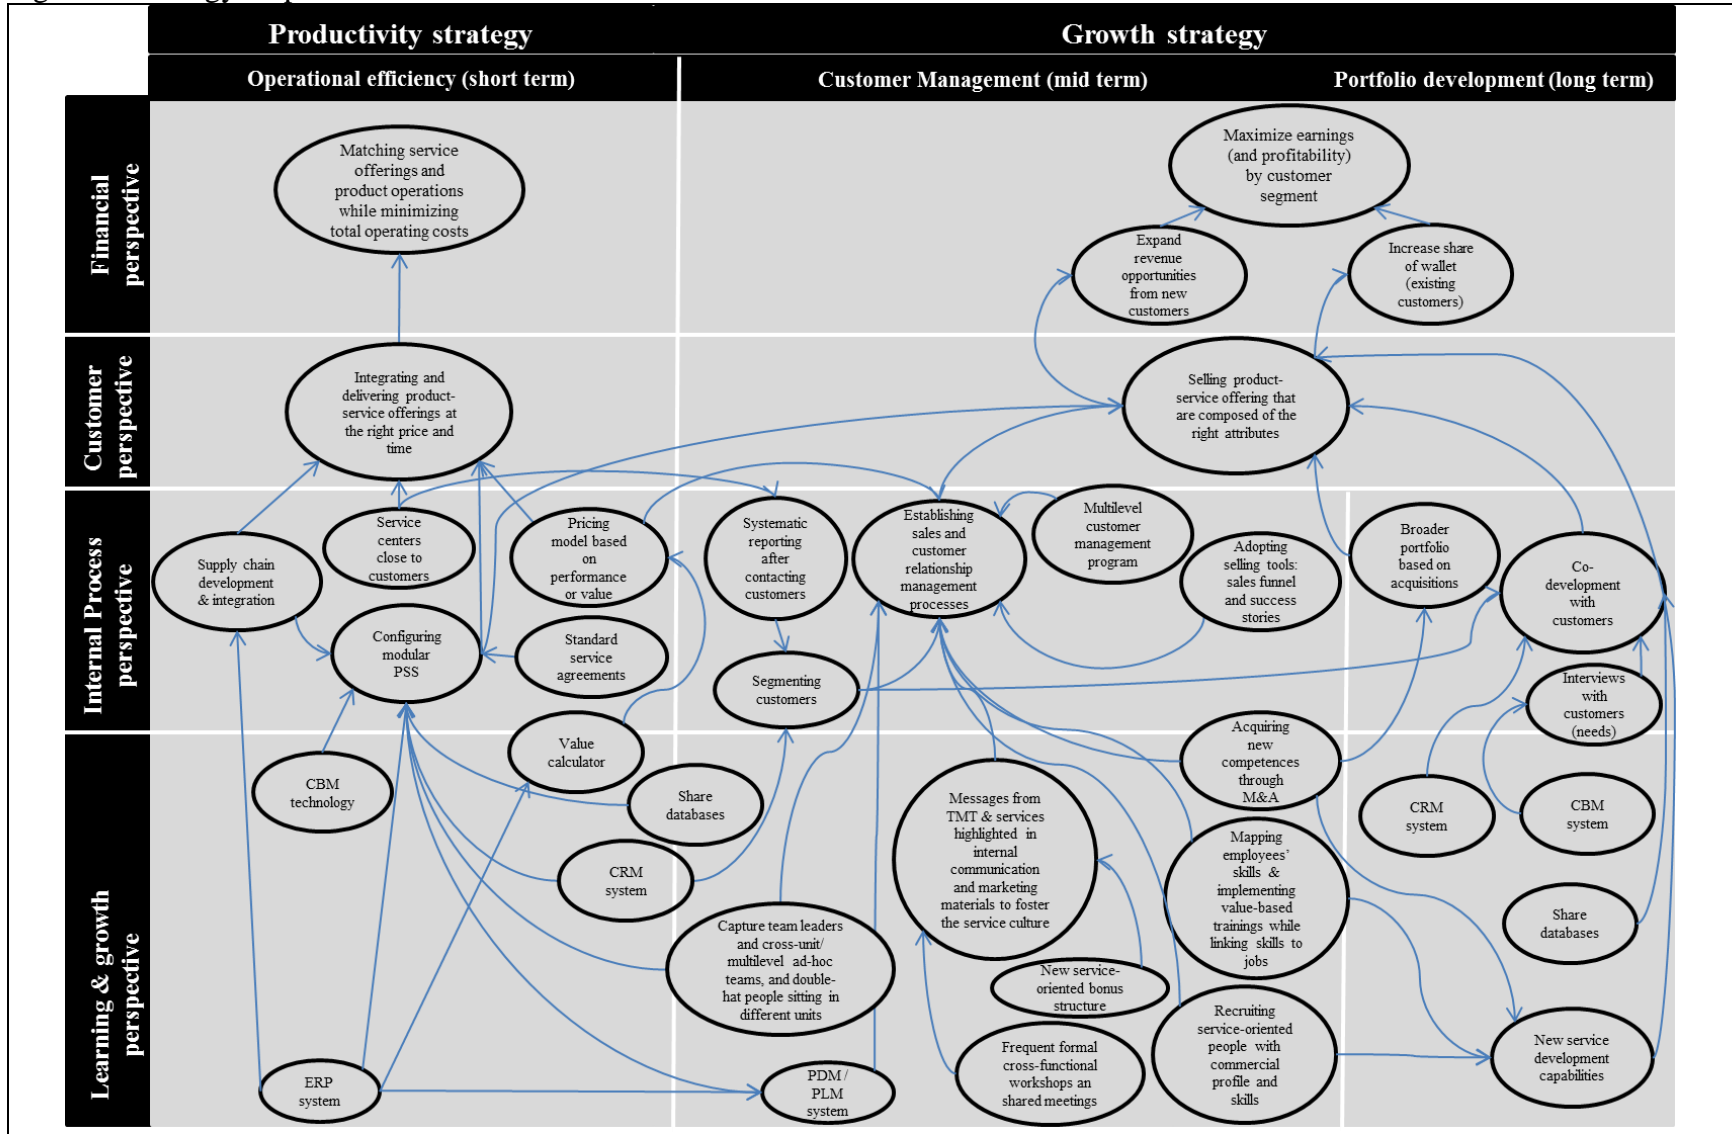 Productivity strategy
Growth strategy
Operational efficiency (short term)
Customer Management (mid term)
Portfolio development (long term)
Financial
perspective
Matching service
offerings and
product operations
while minimizing
total operating costs
Maximize earnings
(and profitability)
by customer
segment
Expand
revenue
opportunities
from new
customers
Increase share
of wallet
(existing
customers)
Customer
perspective
Integrating and
delivering product-
service offerings at
the right price and
time
Selling product-
service offering that
are composed of the
right attributes
Internal Process
perspective
Supply chain
development
& integration
Service
centers
close to
customers
Pricing
model based
on
performance
or value
Configuring
modular
PSS
Standard
service
agreements
Systematic
reporting
after
contacting
customers
Establishing
sales and
customer
relationship
management
processes
Multilevel
customer
management
program
Adopting
selling tools:
sales funnel
and success
stories
Segmenting
customers
Broader
portfolio
based on
acquisitions
Co-
development
with
customers
Interviews
with
customers
(needs)
Learning & growth
perspective
CBM
technology
Value
calculator
Share
databases
CRM
system
Capture team leaders
and cross-unit/
multilevel ad-hoc
teams, and double-
hat people sitting in
different units
ERP
system
PDM /
PLM
system
Messages from
TMT & services
highlighted in
internal
communication
and marketing
materials to foster
the service culture
New service-
oriented bonus
structure
Frequent formal
cross-functional
workshops an
shared meetings
Acquiring
new
competences
through
M&A
Mapping
employees’
skills &
implementing
value-based
trainings while
linking skills to
jobs
Recruiting
service-oriented
people with
commercial
profile and
skills
CRM
system
CBM
system
Share
databases
New service
development
capabilities